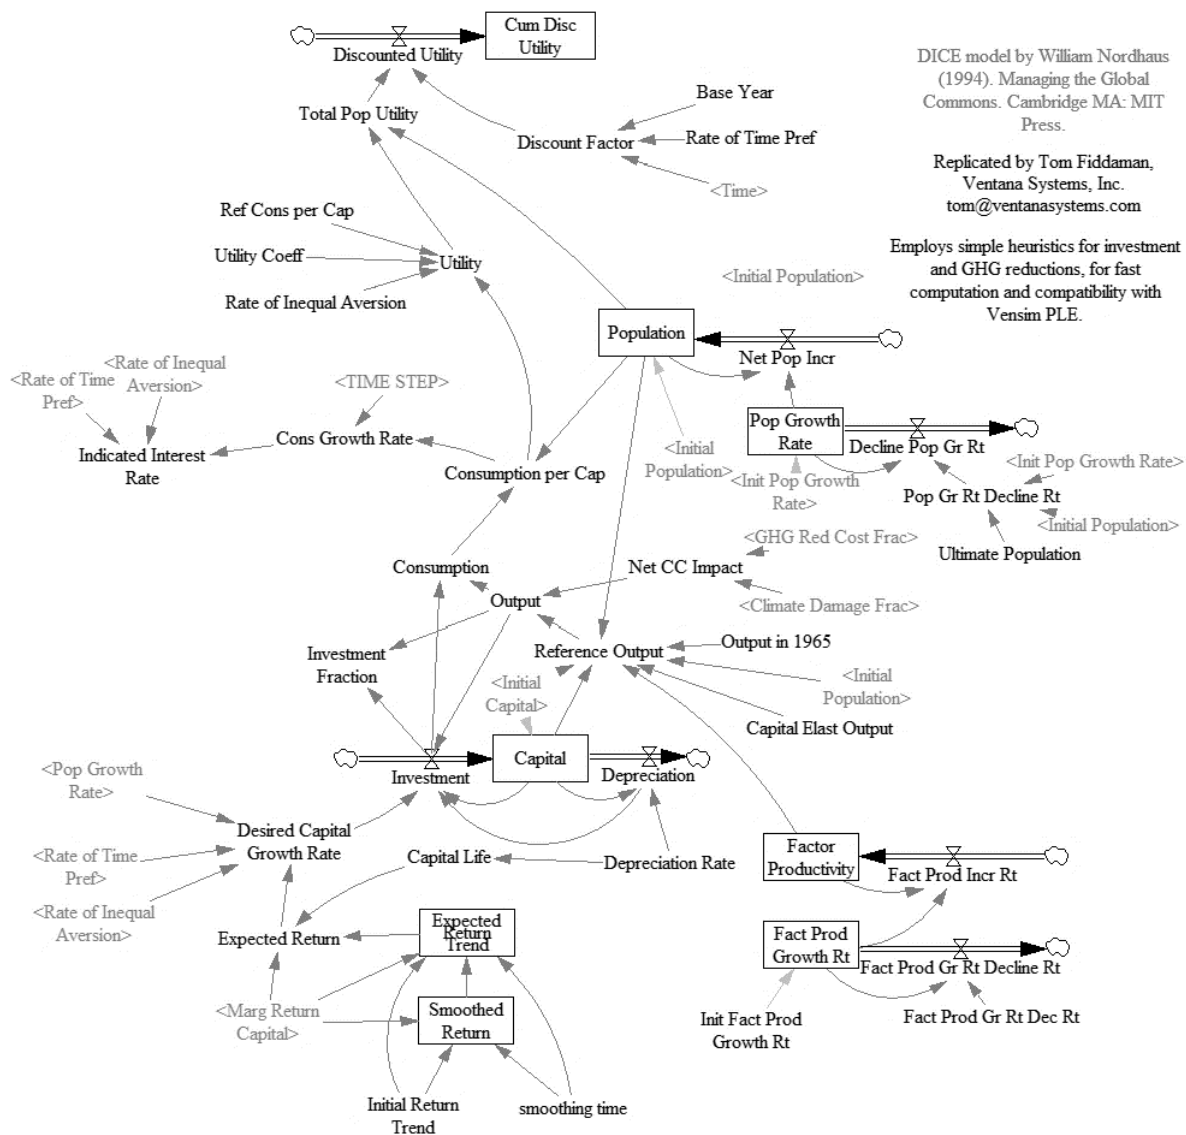 Cum Disc
Utility
Discounted Utility
DICE model by William Nordhaus
(1994). Managing the Global
Commons. Cambridge MA: MIT
Press.
Base Year
Total Pop Utility
Discount Factor
Rate of Time Pref
<Time>
Replicated by Tom Fiddaman,
Ventana Systems, Inc.
tom@ventanasystems.com
Ref Cons per Cap
Utility Coeff
Utility
Rate of Inequal Aversion
Employs simple heuristics for investment
and GHG reductions, for fast
computation and compatibility with
Vensim PLE.
<Initial Population>
Population
Net Pop Incr
<Rate of Time
Pref>
<Rate of Inequal
Aversion>
<TIME STEP>
Cons Growth Rate
Indicated Interest
Rate
Consumption per Cap
<Initial
Population>
Pop Growth
Rate
Decline Pop Gr Rt
<Init Pop Growth
Rate>
<Init Pop Growth Rate>
Pop Gr Rt Decline Rt
<Initial Population>
Ultimate Population
<GHG Red Cost Frac>
Consumption
Net CC Impact
Output
<Climate Damage Frac>
Investment
Fraction
Reference Output
Output in 1965
<Initial
Capital>
<Initial
Population>
Capital Elast Output
Capital
Investment
Depreciation
<Pop Growth
Rate>
Desired Capital
Growth Rate
<Rate of Time
Pref>
Capital Life
Depreciation Rate
Factor
Productivity
Fact Prod Incr Rt
<Rate of Inequal
Aversion>
Expected Return
Expected
Return
Trend
Fact Prod
Growth Rt
Fact Prod Gr Rt Decline Rt
<Marg Return
Capital>
Smoothed
Return
Init Fact Prod
Growth Rt
Fact Prod Gr Rt Dec Rt
Initial Return
Trend
smoothing time